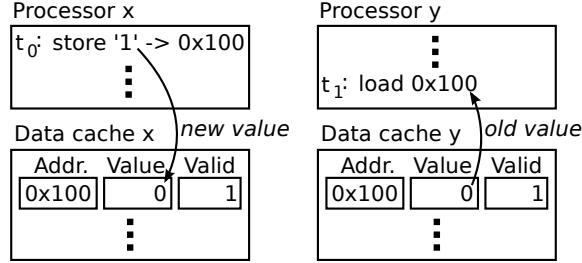 Processor x
t0: store '1' -> 0x100
new value
Data cache x
Addr. Value Valid
0x100 0 1
Processor y
t1: load 0x100
old value
Data cache y
Addr. Value Valid
0x100 0 1